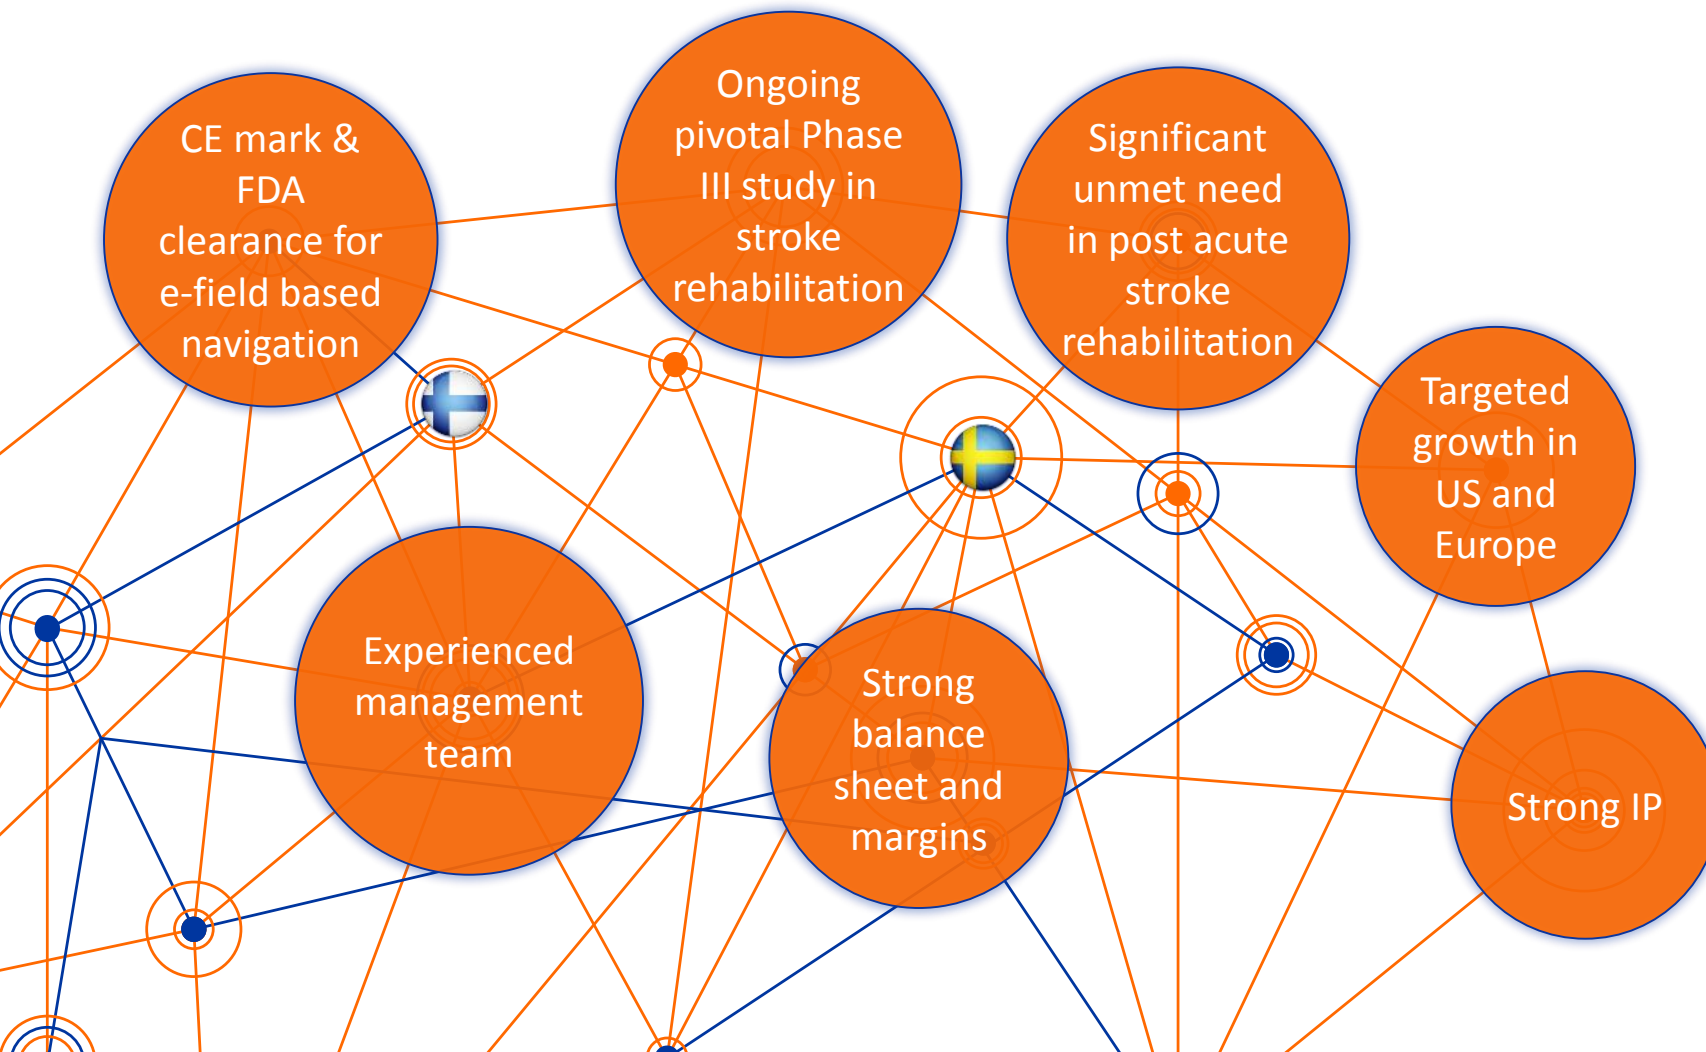 CE mark &
FDA
clearance for
e-field based
navigation
Ongoing
pivotal Phase
III study in
stroke
rehabilitation
Significant
unmet need
in post acute
stroke
rehabilitation
Targeted
growth in
US and
Europe
Experienced
management
team
Strong
balance
sheet and
margins
Strong IP